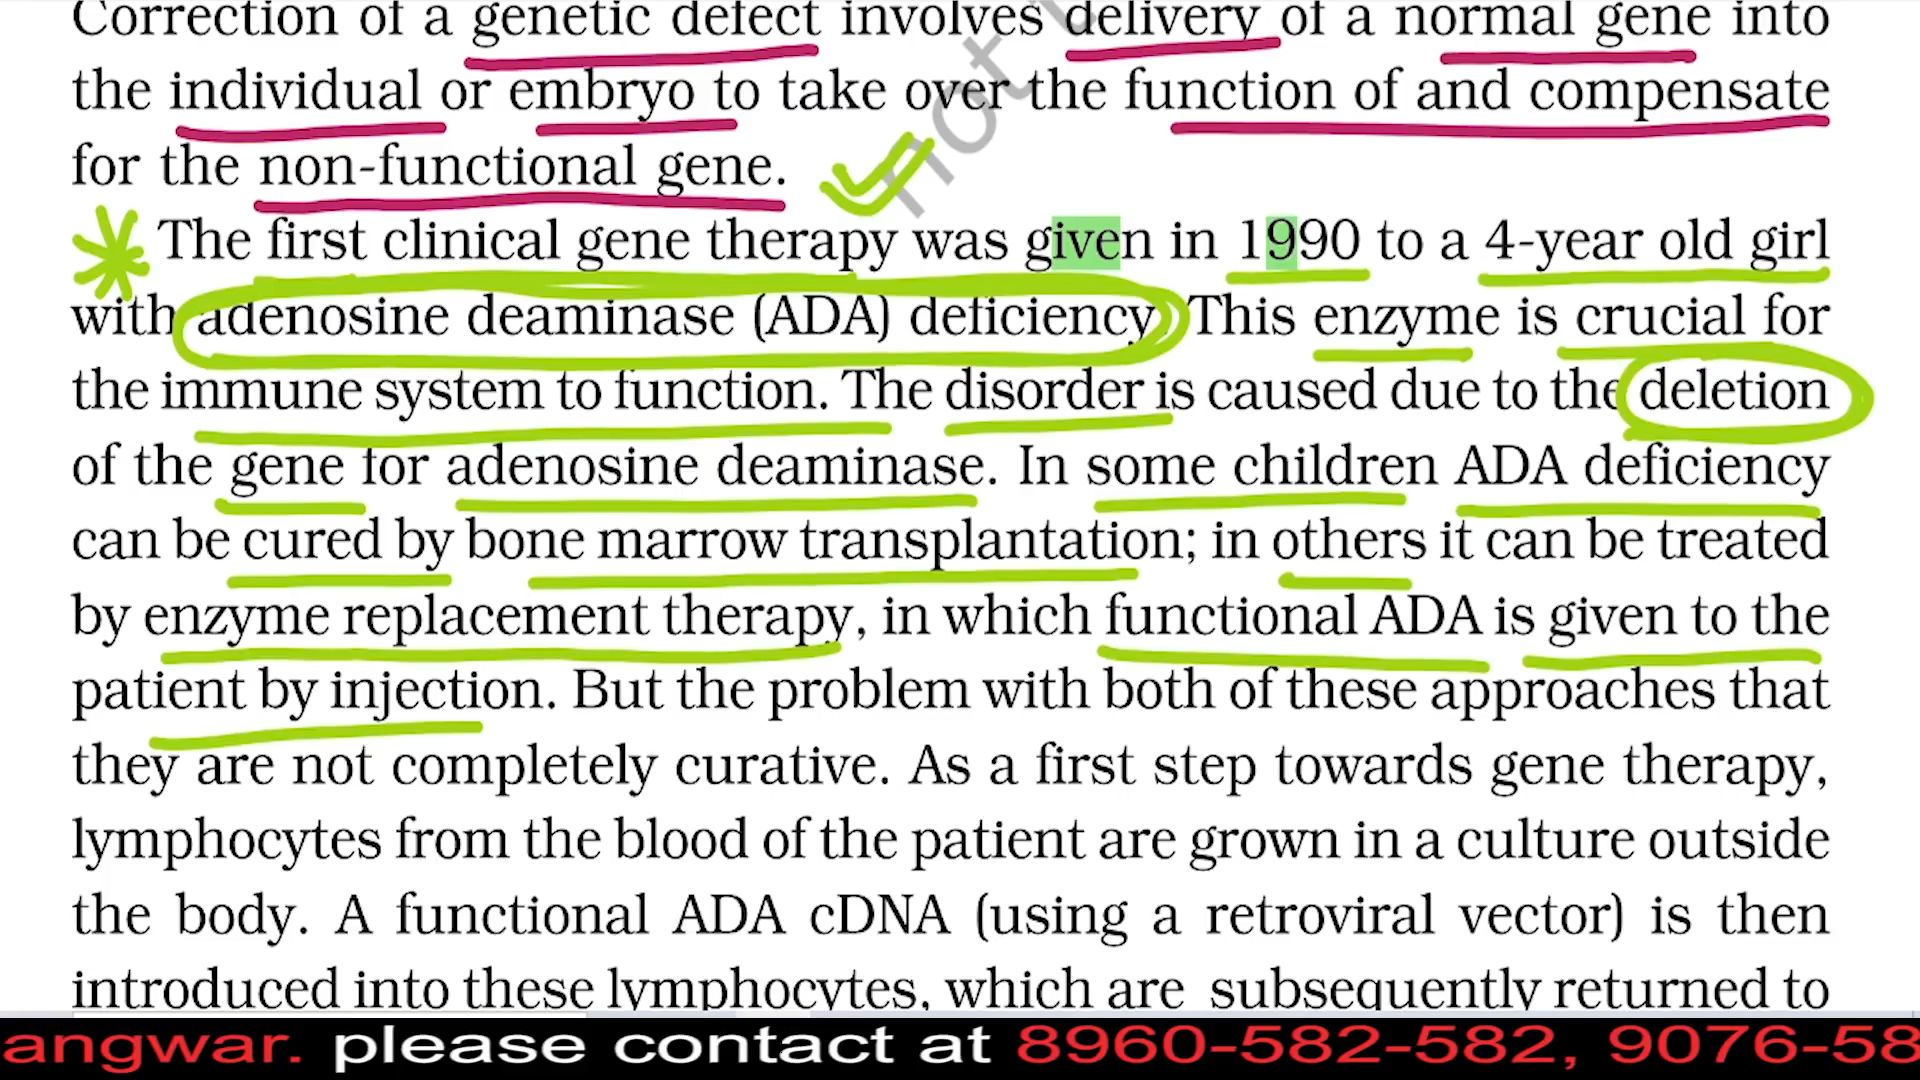 Correction of a genetic defect involves delivery of a normal gene into
the individual or embryo to take over the function of and compensate
for the non-functional gene.
not
The first clinical gene therapy was given in 1990 to a 4-year old girl
with adenosine deaminase (ADA) deficiency. This enzyme is crucial for
the immune system to function. The disorder is caused due to the deletion
of the gene for adenosine deaminase. In some children ADA deficiency
can be cured by bone marrow transplantation; in others it can be treated
by enzyme replacement therapy, in which functional ADA is given to the
patient by injection. But the problem with both of these approaches that
they are not completely curative. As a first step towards gene therapy,
lymphocytes from the blood of the patient are grown in a culture outside
the body. A functional ADA cDNA (using a retroviral vector) is then
introduced into these lymphocytes, which are subsequently returned to
angwar. please contact at 8960-582-582, 9076-58